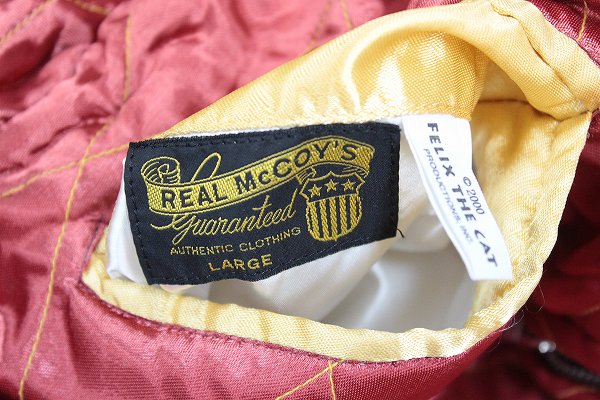 REAL McCOY'S
Guaranteed
AUTHENTIC CLOTHING
LARGE
© 2000
FELIX THE CAT
PRODUCTIONS, INC.